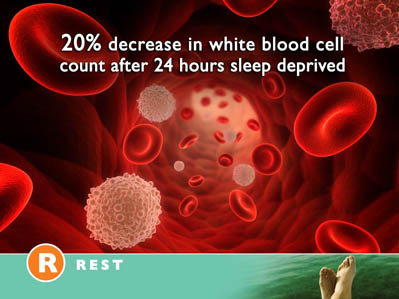 20% decrease in white blood cell
count after 24 hours sleep deprived
R REST